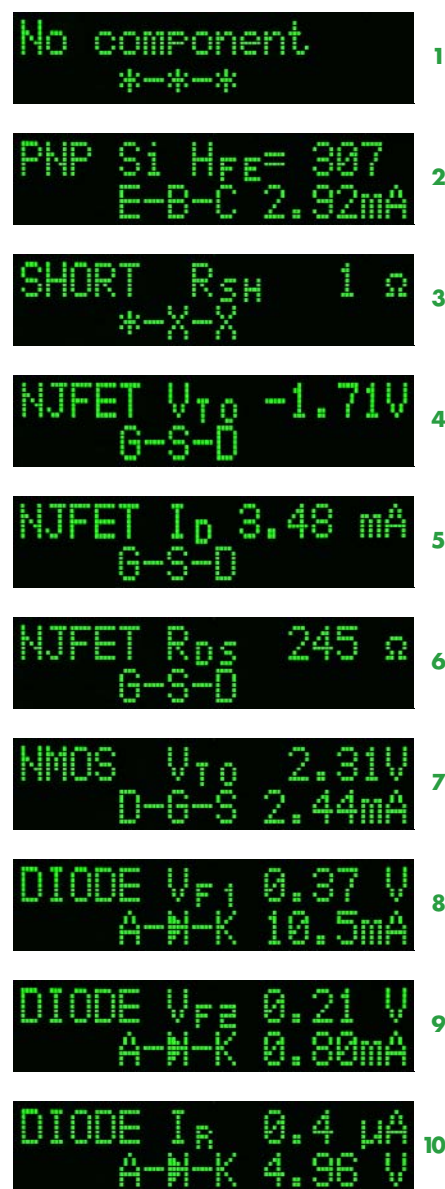 No component
*-*-*
1
PNP Si HFE= 307
E-B-C 2.92mA
2
SHORT RSH 1 Ω
*-X-X
3
NJFET VTO -1.71V
G-S-D
4
NJFET ID 3.48 mA
G-S-D
5
NJFET RDS 245 Ω
G-S-D
6
NMOS VTO 2.31V
D-G-S 2.44mA
7
DIODE VF1 0.37 V
A-▶-K 10.5mA
8
DIODE VF2 0.21 V
A-▶-K 0.80mA
9
DIODE IR 0.4 µA
A-▶-K 4.96 V
10